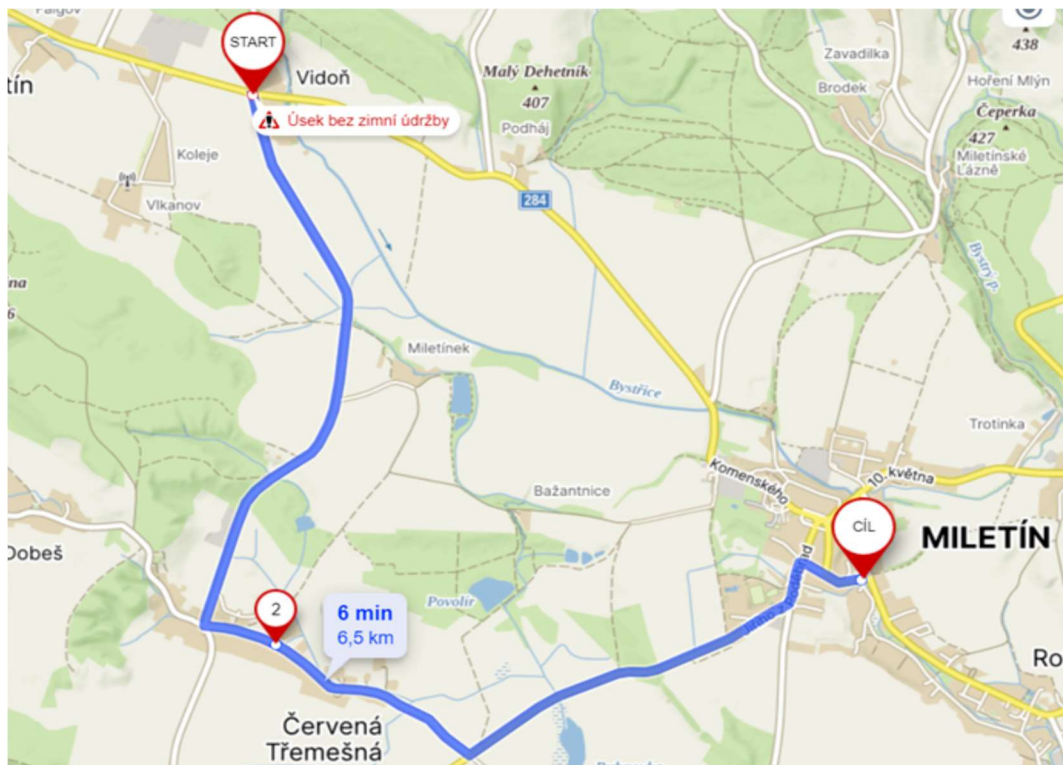 START
Vidoň
Úsek bez zimní údržby
tín
Koleje
Vlkanov
Malý Dehetník
407
Podháj
284
Zavadilka
Brodek
438
Hoření Mlýn
Čeperka
427
Miletínské
Lázně
Bystrý p.
Miletínek
Bystřice
Trotinka
Bažantnice
Komenského
10. května
CÍL
MILETÍN
Dobeš
2
6 min
6,5 km
Povolír
Červená
Třemešná
Ro